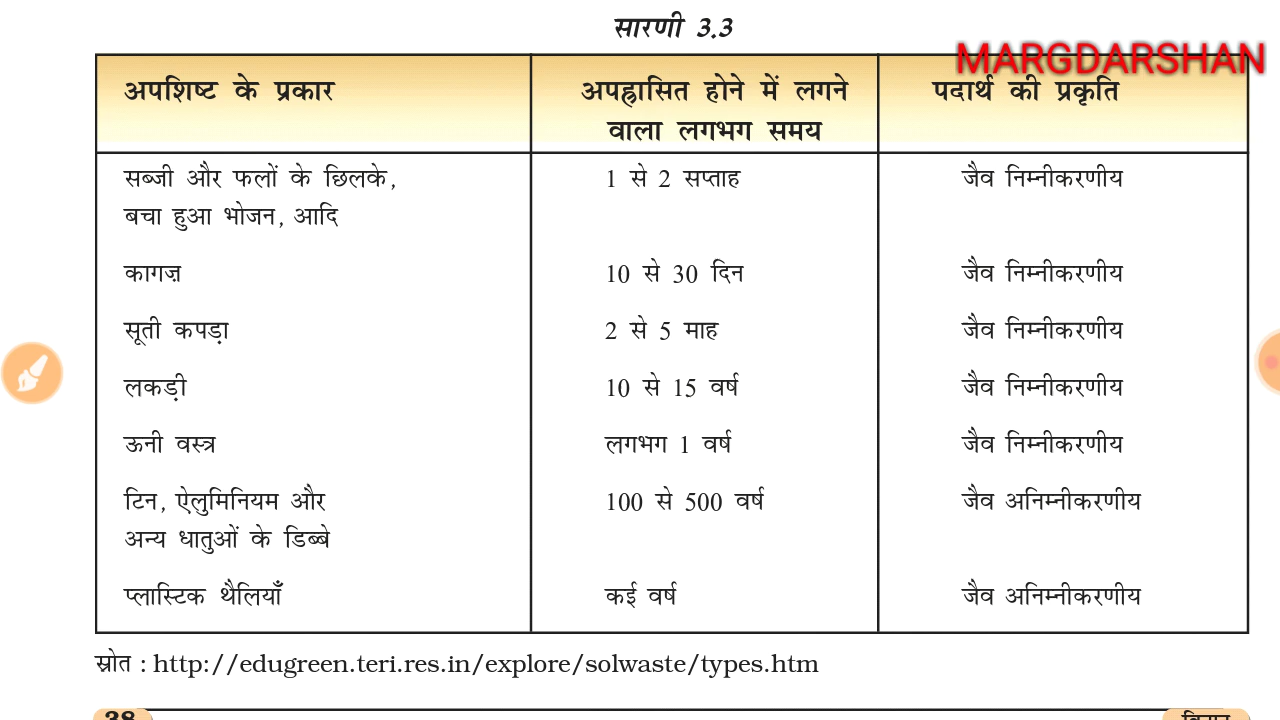 सारणी 3.3
MARGDARSHAN
अपशिष्ट के प्रकार
अपह्रासित होने में लगने
वाला लगभग समय
पदार्थ की प्रकृति
सब्जी और फलों के छिलके,
बचा हुआ भोजन, आदि
1 से 2 सप्ताह
जैव निम्नीकरणीय
कागज़
10 से 30 दिन
जैव निम्नीकरणीय
सूती कपड़ा
2 से 5 माह
जैव निम्नीकरणीय
लकड़ी
10 से 15 वर्ष
जैव निम्नीकरणीय
ऊनी वस्त्र
लगभग 1 वर्ष
जैव निम्नीकरणीय
टिन, ऐलुमिनियम और
अन्य धातुओं के डिब्बे
100 से 500 वर्ष
जैव अनिम्नीकरणीय
प्लास्टिक थैलियाँ
कई वर्ष
जैव अनिम्नीकरणीय
स्रोत : http://edugreen.teri.res.in/explore/solwaste/types.htm
38